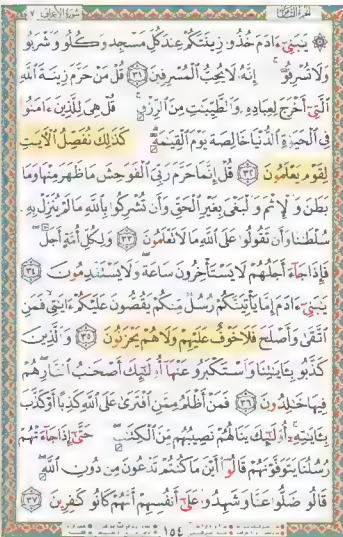 الجزء الثامن سورة الأعراف ٧
يَبَنِىٓ ءَادَمَ خُذُوا۟ زِينَتَكُمْ عِندَ كُلِّ مَسْجِدٍ وَكُلُوا۟ وَٱشْرَبُوا۟
وَلَا تُسْرِفُوٓا۟ إِنَّهُۥ لَا يُحِبُّ ٱلْمُسْرِفِينَ ٣١ قُلْ مَنْ حَرَّمَ زِينَةَ ٱللَّهِ
ٱلَّتِىٓ أَخْرَجَ لِعِبَادِهِۦ وَٱلطَّيِّبَتِ مِنَ ٱلرِّزْقِ قُلْ هِىَ لِلَّذِينَ ءَامَنُوا۟
فِى ٱلْحَيَوٰةِ ٱلدُّنْيَا خَالِصَةً يَوْمَ ٱلْقِيَمَةِ كَذَلِكَ نُفَصِّلُ ٱلْءَايَتِ
لِقَوْمٍ يَعْلَمُونَ ٣٢ قُلْ إِنَّمَا حَرَّمَ رَبِّىَ ٱلْفَوَحِشَ مَا ظَهَرَ مِنْهَا وَمَا
بَطَنَ وَٱلْإِثْمَ وَٱلْبَغْىَ بِغَيْرِ ٱلْحَقِّ وَأَن تُشْرِكُوا۟ بِٱللَّهِ مَا لَمْ يُنَزِّلْ بِهِۦ
سُلْطَنًا وَأَن تَقُولُوا۟ عَلَى ٱللَّهِ مَا لَا تَعْلَمُونَ ٣٣ وَلِكُلِّ أُمَّةٍ أَجَلٌ
فَإِذَا جَآءَ أَجَلُهُمْ لَا يَسْتَأْخِرُونَ سَاعَةً وَلَا يَسْتَقْدِمُونَ ٣٤
يَبَنِىٓ ءَادَمَ إِمَّا يَأْتِيَنَّكُمْ رُسُلٌ مِّنكُمْ يَقُصُّونَ عَلَيْكُمْ ءَايَتِى فَمَنِ
ٱتَّقَىٰ وَأَصْلَحَ فَلَا خَوْفٌ عَلَيْهِمْ وَلَا هُمْ يَحْزَنُونَ ٣٥ وَٱلَّذِينَ
كَذَّبُوا۟ بِـَٔايَتِنَا وَٱسْتَكْبَرُوا۟ عَنْهَآ أُو۟لَٓئِكَ أَصْحَبُ ٱلنَّارِ هُمْ
فِيهَا خَلِدُونَ ٣٦ فَمَنْ أَظْلَمُ مِمَّنِ ٱفْتَرَىٰ عَلَى ٱللَّهِ كَذِبًا أَوْ كَذَّبَ
بِـَٔايَتِهِۦٓ أُو۟لَٓئِكَ يَنَالُهُمْ نَصِيبُهُم مِّنَ ٱلْكِتَبِ حَتَّىٰٓ إِذَا جَآءَتْهُمْ
رُسُلُنَا يَتَوَفَّوْنَهُمْ قَالُوٓا۟ أَيْنَ مَا كُنتُمْ تَدْعُونَ مِن دُونِ ٱللَّهِ
قَالُوا۟ ضَلُّوا۟ عَنَّا وَشَهِدُوا۟ عَلَىٰٓ أَنفُسِهِمْ أَنَّهُمْ كَانُوا۟ كَفِرِينَ ٣٧
١٥٤